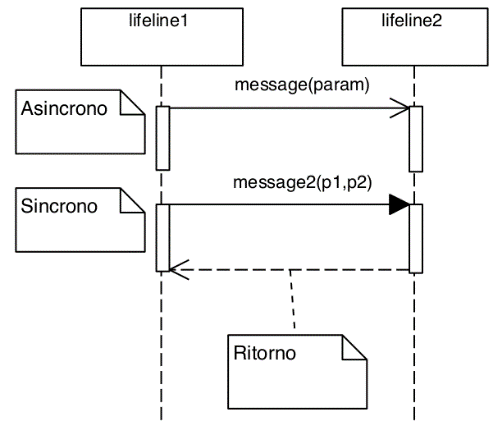 lifeline1
lifeline2
message(param)
Asincrono
message2(p1,p2)
Sincrono
Ritorno